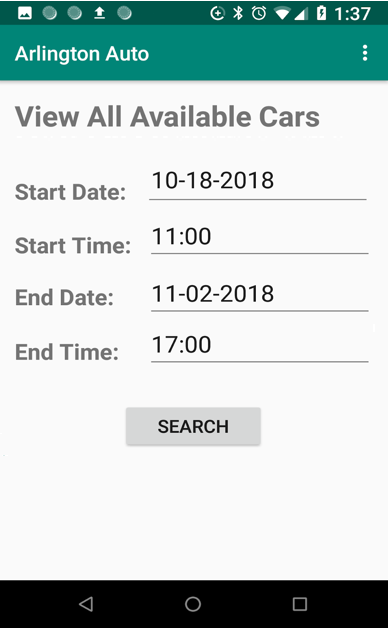 1:37
Arlington Auto
View All Available Cars
Start Date: 10-18-2018
Start Time: 11:00
End Date: 11-02-2018
End Time: 17:00
SEARCH